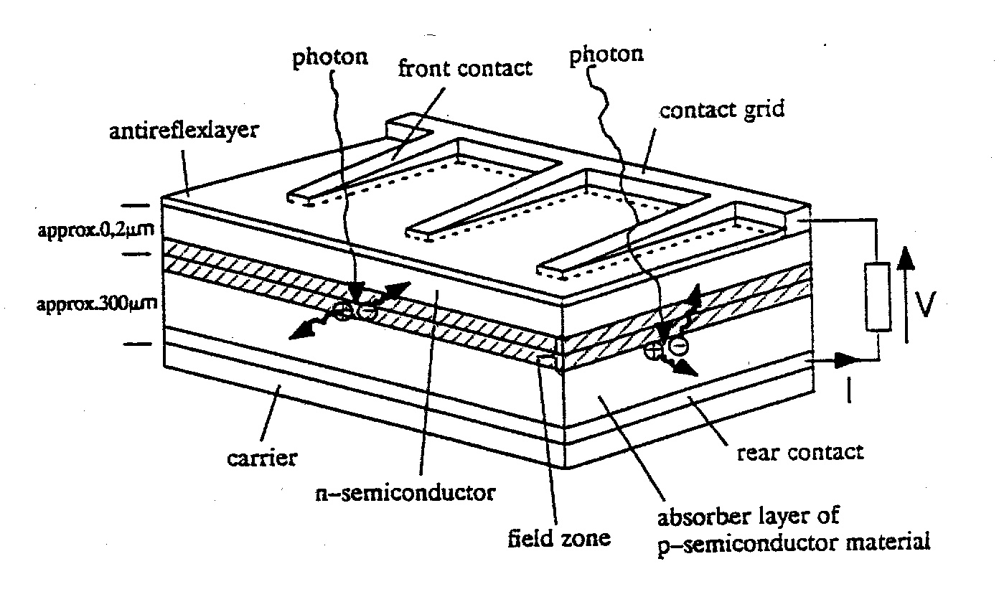 photon
front contact
photon
contact grid
antireflexlayer
approx.0,2µm
approx.300µm
V
I
carrier
rear contact
n-semiconductor
field zone
absorber layer of
p-semiconductor material